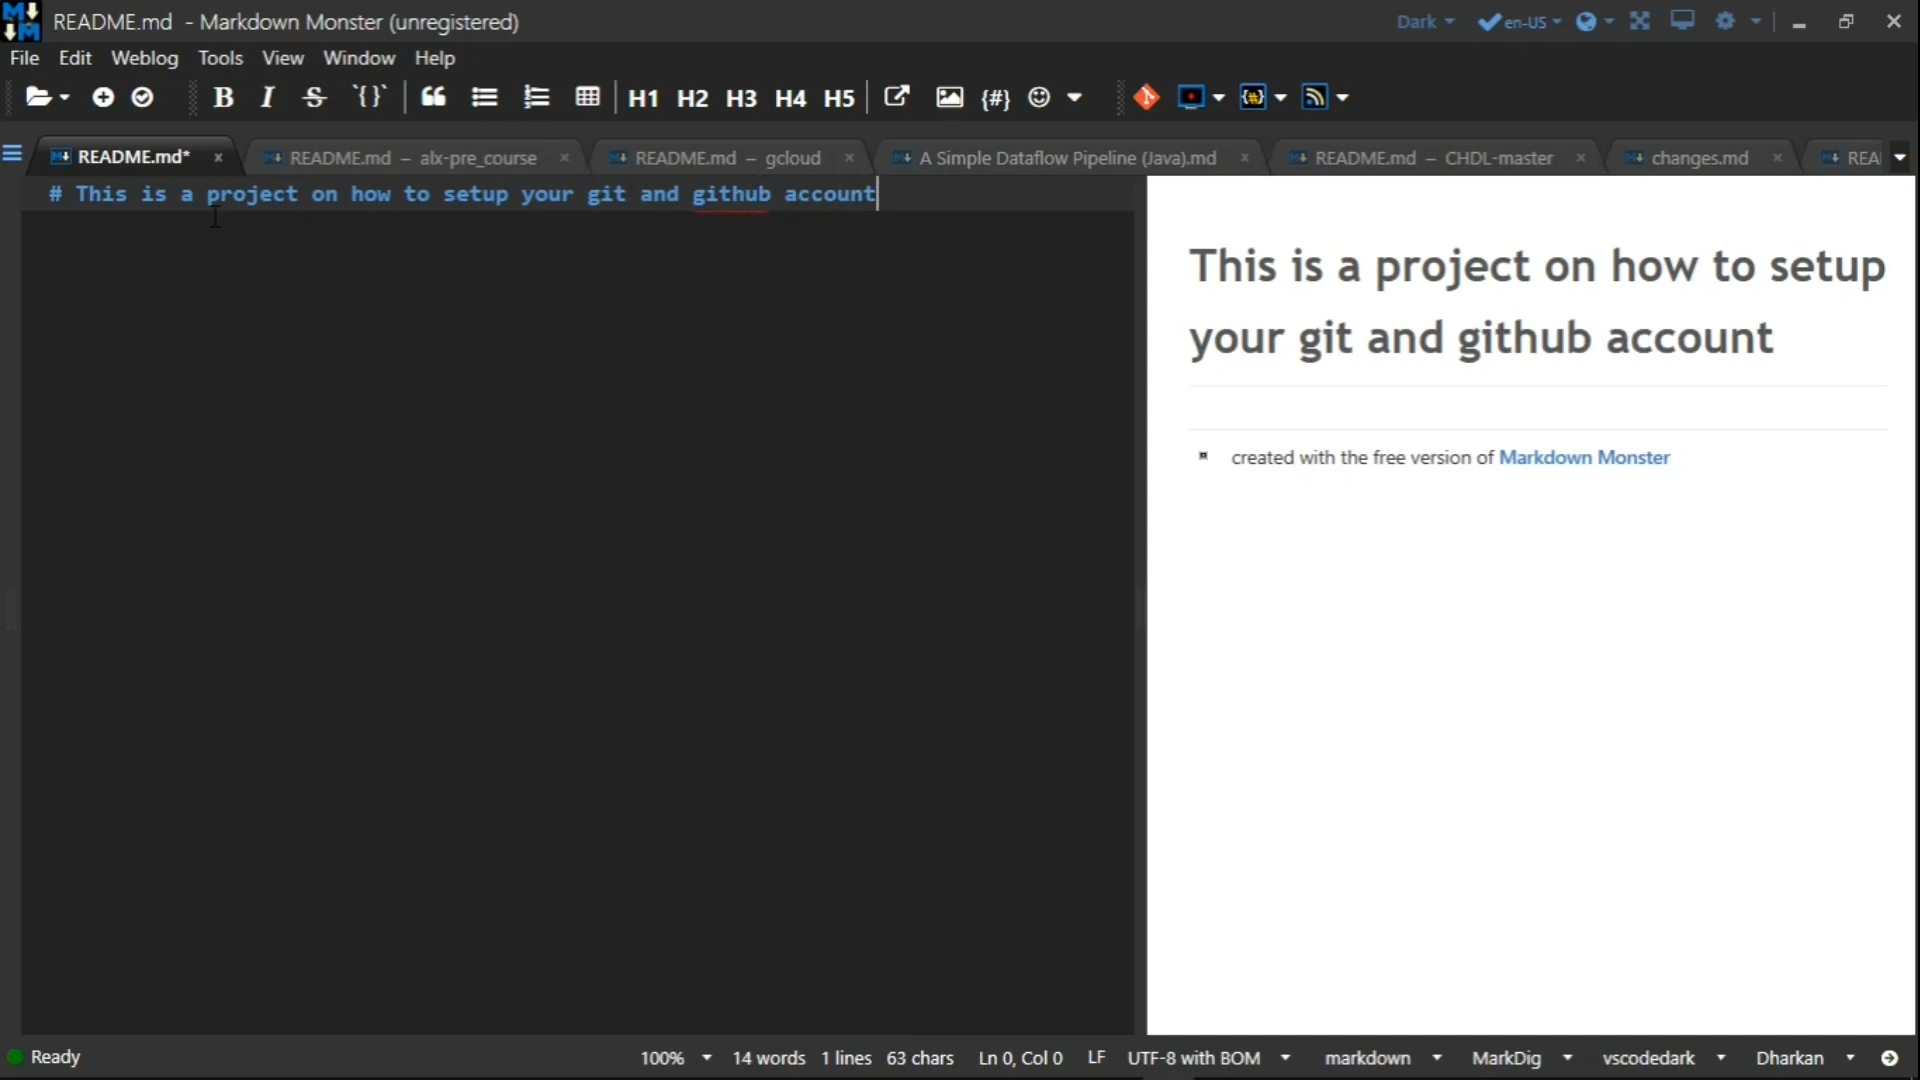 README.md - Markdown Monster (unregistered)
Dark en-US
File Edit Weblog Tools View Window Help
B I S `{}` H1 H2 H3 H4 H5 {#}
README.md* README.md – alx-pre_course README.md – gcloud A Simple Dataflow Pipeline (Java).md README.md – CHDL-master changes.md REA
# This is a project on how to setup your git and github account
This is a project on how to setup
your git and github account
created with the free version of Markdown Monster
Ready 100% 14 words 1 lines 63 chars Ln 0, Col 0 LF UTF-8 with BOM markdown MarkDig vscodedark Dharkan